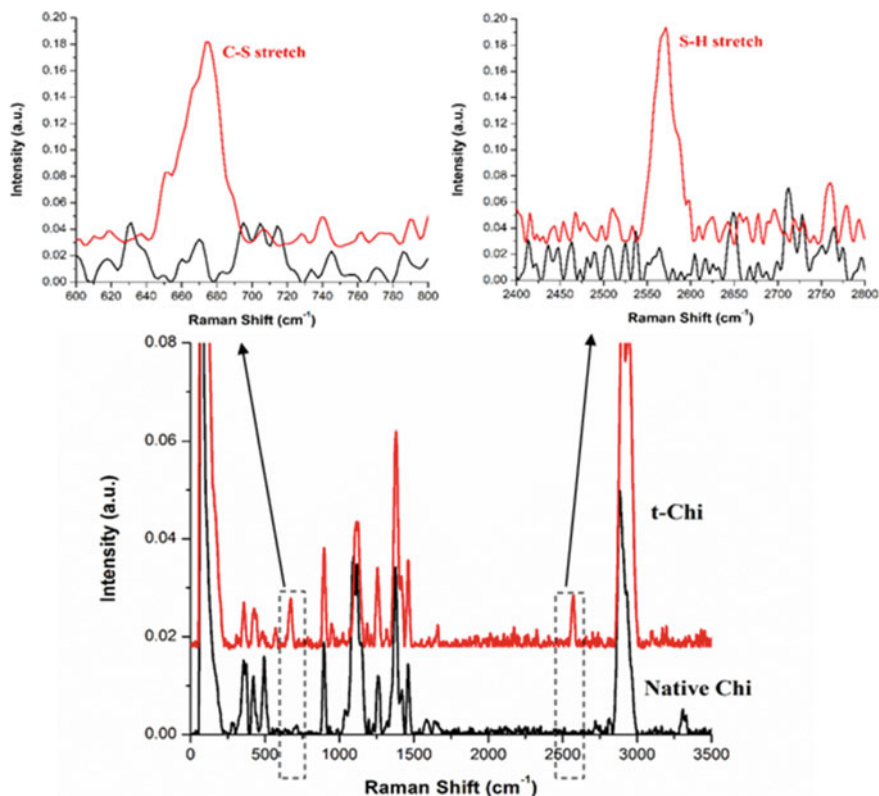 0.20
0.18
0.16
0.14
0.12
0.10
0.08
0.06
0.04
0.02
0.00
Intensity (a.u.)
C-S stretch
600 620 640 660 680 700 720 740 760 780 800
Raman Shift (cm⁻¹)
0.20
0.18
0.16
0.14
0.12
0.10
0.08
0.06
0.04
0.02
0.00
Intensity (a.u.)
S-H stretch
2400 2450 2500 2550 2600 2650 2700 2750 2800
Raman Shift (cm⁻¹)
0.08
0.06
0.04
0.02
0.00
Intensity (a.u.)
t-Chi
Native Chi
0 500 1000 1500 2000 2500 3000 3500
Raman Shift (cm⁻¹)